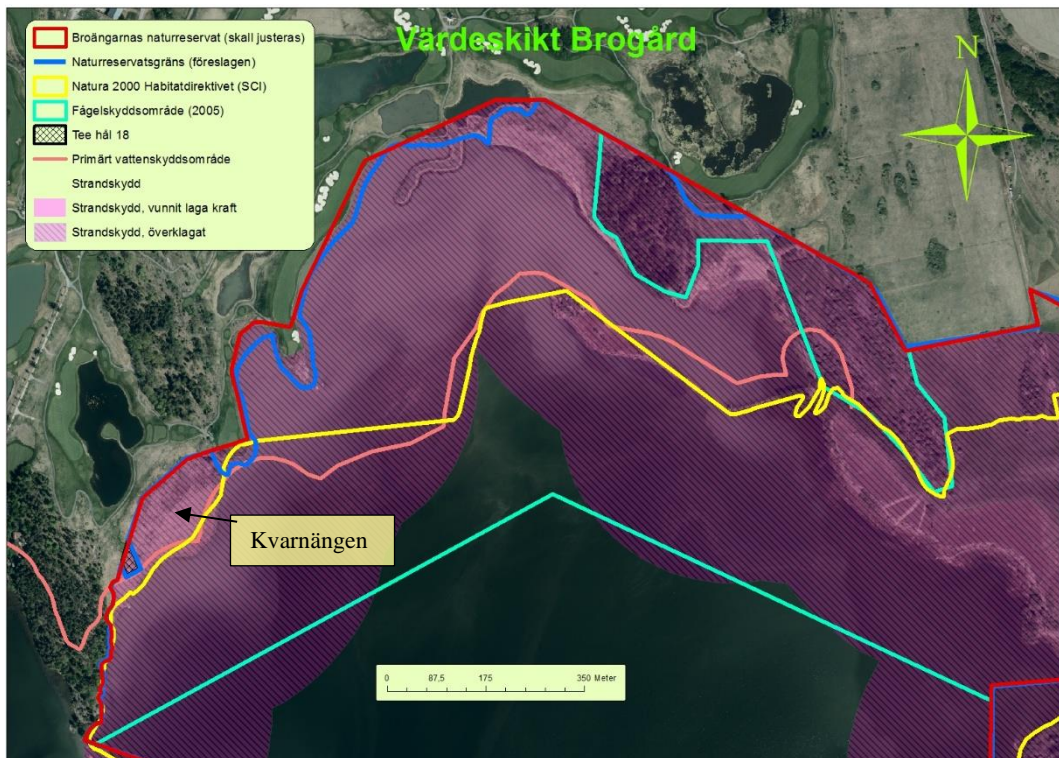 Värdeskikt Brogård
Broängarnas naturreservat (skall justeras)
Naturreservatsgräns (föreslagen)
Natura 2000 Habitatdirektivet (SCI)
Fågelskyddsområde (2005)
Tee hål 18
Primärt vattenskyddsområde
Strandskydd
Strandskydd, vunnit laga kraft
Strandskydd, överklagat
N
Kvarnängen
0 87,5 175 350 Meter